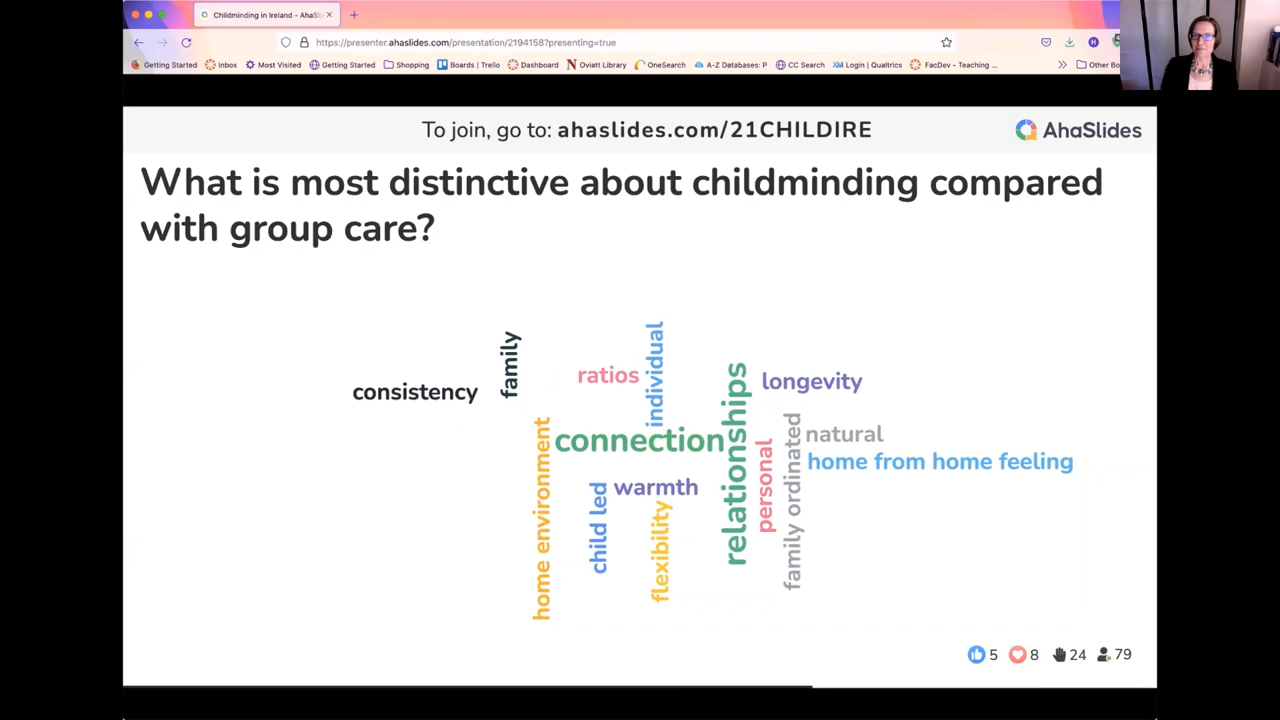 Childminding in Ireland - AhaSli
https://presenter.ahaslides.com/presentation/2194158?presenting=true
Getting Started Inbox Most Visited Getting Started Shopping Boards | Trello Dashboard Oviatt Library OneSearch A-Z Databases: P CC Search Login | Qualtrics FacDev - Teaching ... Other Bo
To join, go to: ahaslides.com/21CHILDIRE
AhaSlides
What is most distinctive about childminding compared
with group care?
consistency
family
ratios
individual
relationships
longevity
home environment
connection
natural
home from home feeling
personal
family ordinated
child led
warmth
flexibility
5 8 24 79